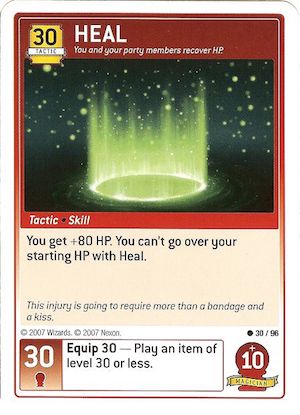 30
TACTIC
HEAL
You and your party members recover HP.
Tactic • Skill
You get +80 HP. You can't go over your
starting HP with Heal.
This injury is going to require more than a bandage and
a kiss.
© 2007 Wizards. © 2007 Nexon.
● 30 / 96
30
Equip 30 — Play an item of
level 30 or less.
+
10
MAGICIAN